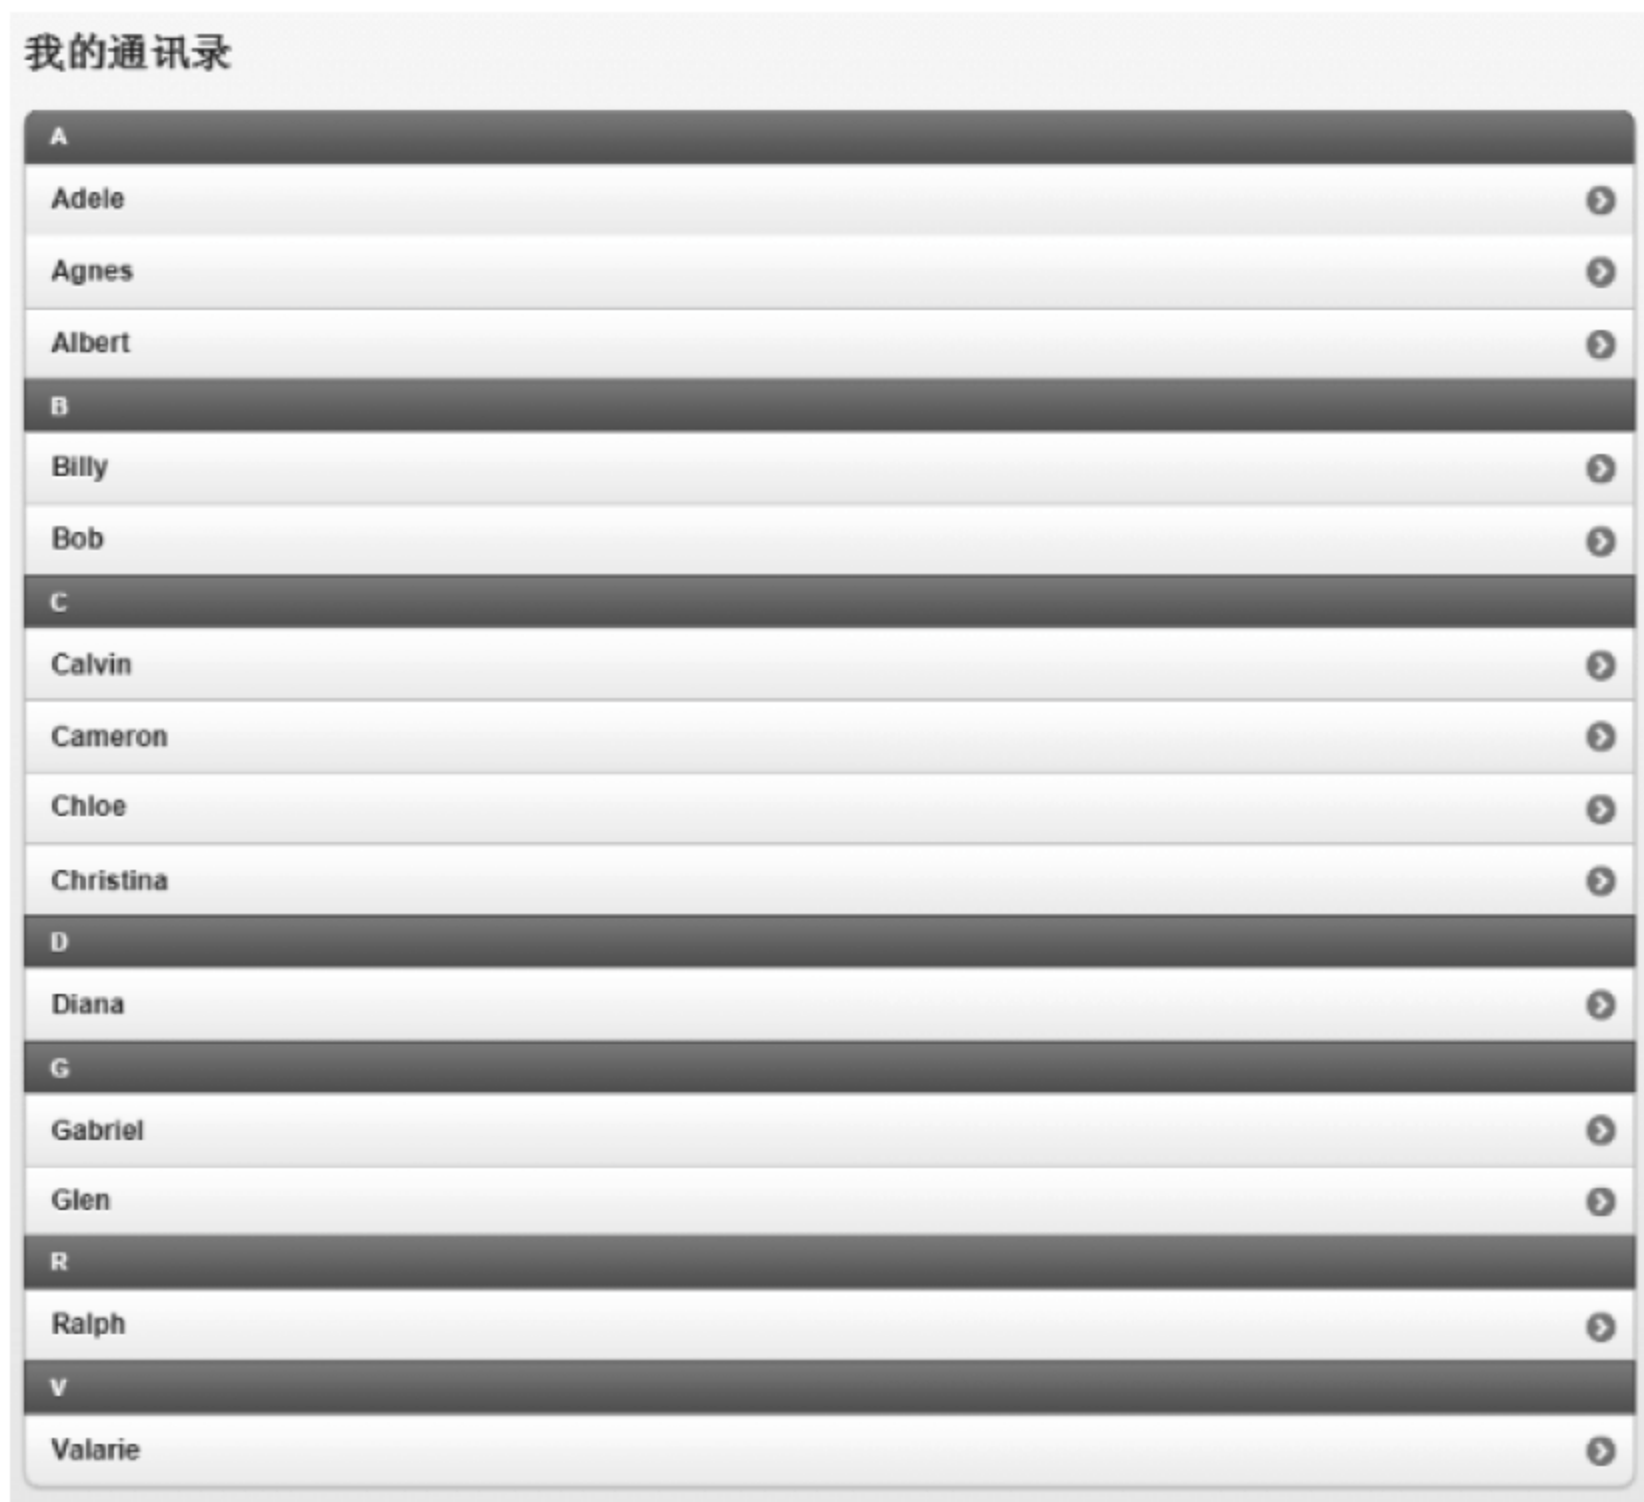 我的通讯录
A
Adele
Agnes
Albert
B
Billy
Bob
C
Calvin
Cameron
Chloe
Christina
D
Diana
G
Gabriel
Glen
R
Ralph
V
Valarie